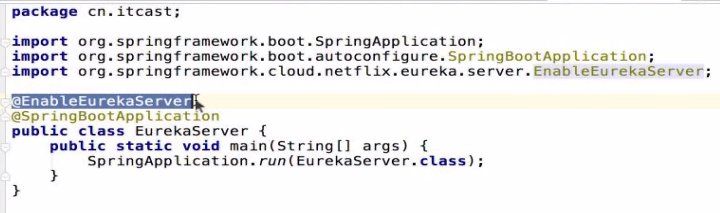 package cn.itcast;
import org.springframework.boot.SpringApplication;
import org.springframework.boot.autoconfigure.SpringBootApplication;
import org.springframework.cloud.netflix.eureka.server.EnableEurekaServer;
@EnableEurekaServer
@SpringBootApplication
public class EurekaServer {
public static void main(String[] args) {
SpringApplication.run(EurekaServer.class);
}
}